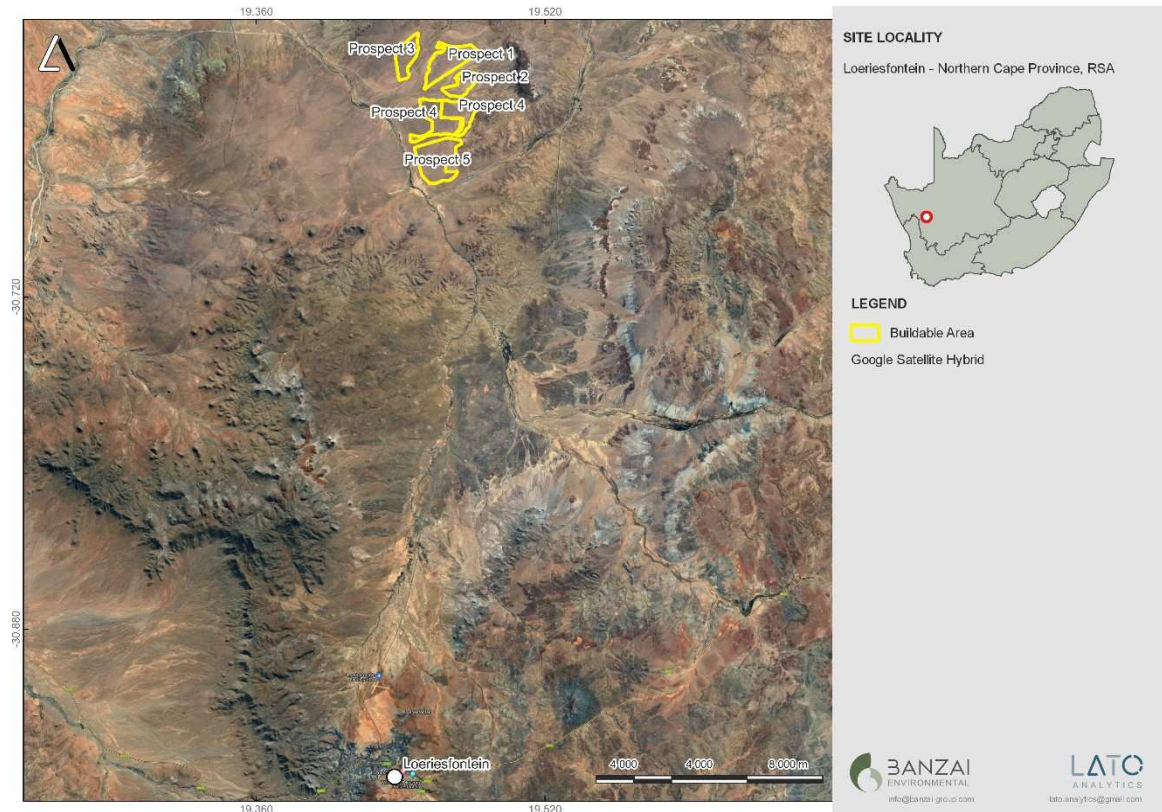 19.360
19.520
Prospect 3
Prospect 1
Prospect 2
Prospect 4
Prospect 4
Prospect 5
-30.720
-30.880
Loeriesfontein
4 000
4 000
8 000 m
19.360
19.520
SITE LOCALITY
Loeriesfontein - Northern Cape Province, RSA
LEGEND
Buildable Area
Google Satellite Hybrid
BANZAI
ENVIRONMENTAL
info@banzai-group.com
LATO
ANALYTICS
lato.analytics@gmail.com